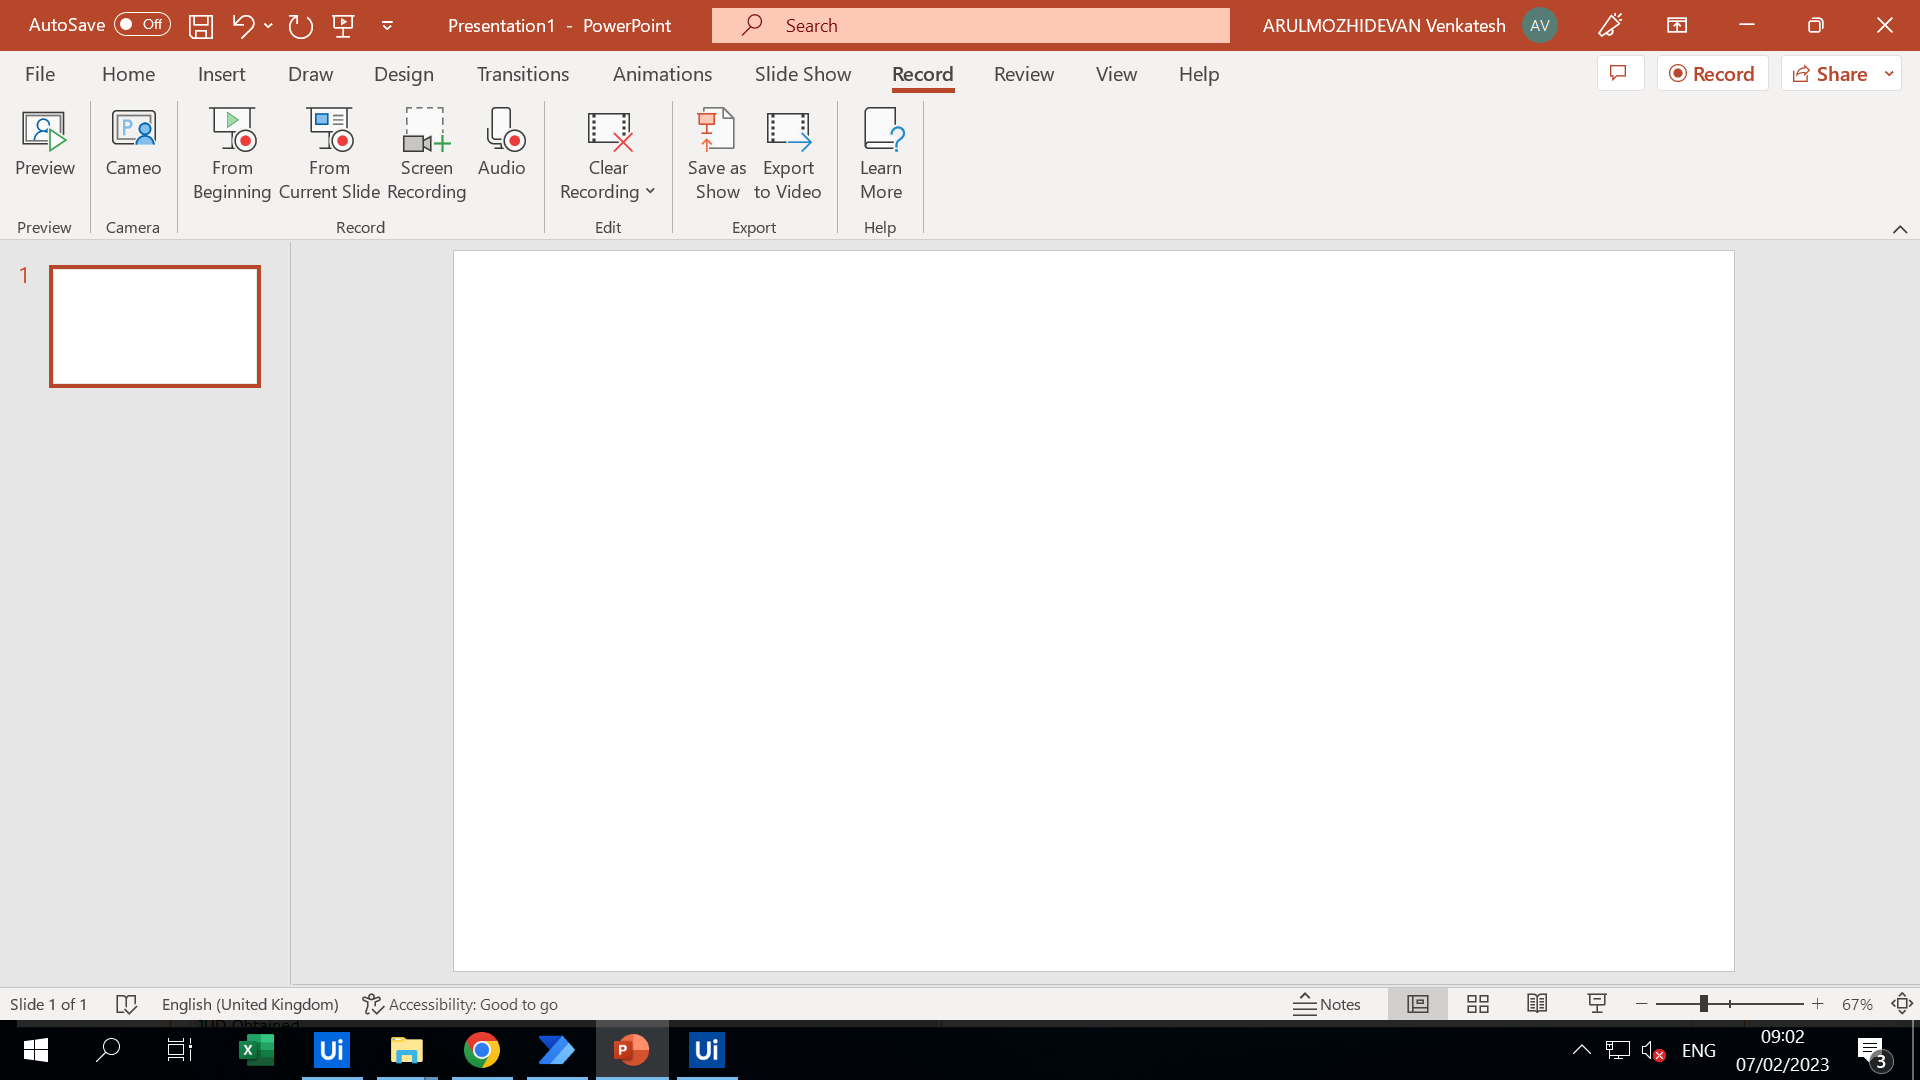 AutoSave Off Presentation1 - PowerPoint Search ARULMOZHIDEVAN Venkatesh AV
File Home Insert Draw Design Transitions Animations Slide Show Record Review View Help Record Share
Preview Cameo From Beginning From Current Slide Screen Recording Audio Clear Recording Save as Show Export to Video Learn More
Preview Camera Record Edit Export Help
1
Slide 1 of 1 English (United Kingdom) Accessibility: Good to go Notes 67%
ENG 09:02
07/02/2023 3